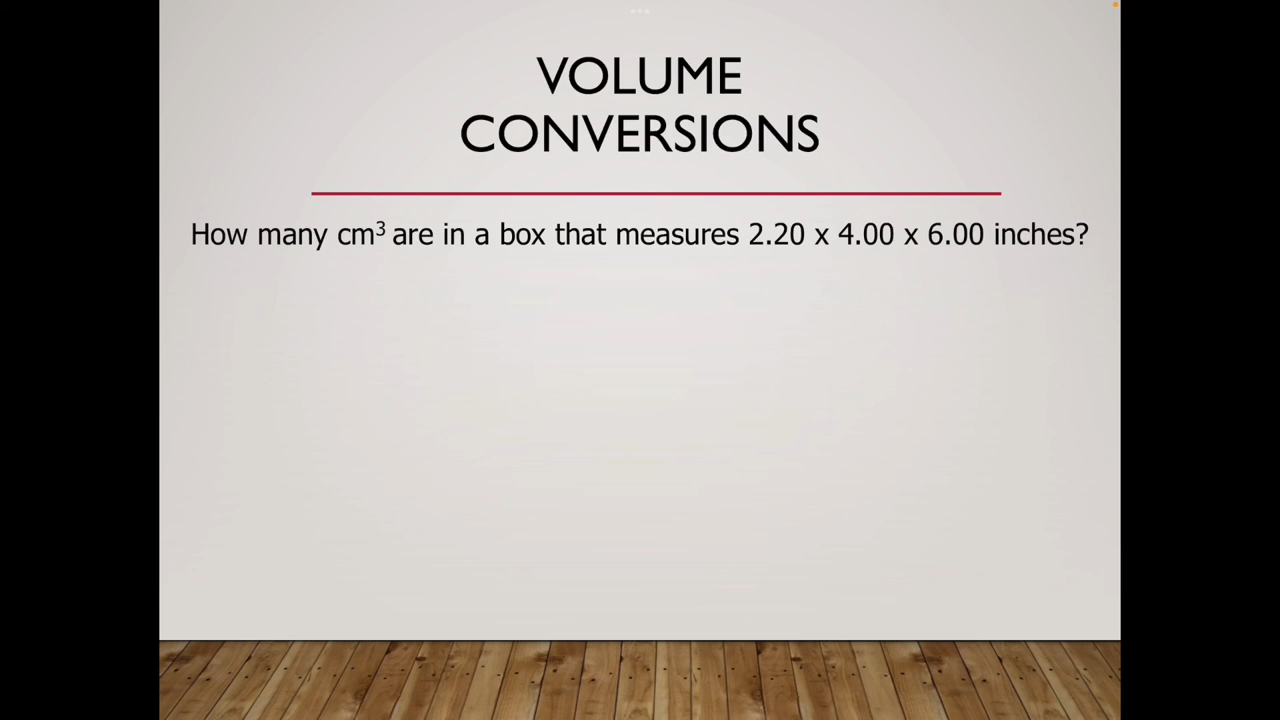 VOLUME
CONVERSIONS
How many cm³ are in a box that measures 2.20 x 4.00 x 6.00 inches?